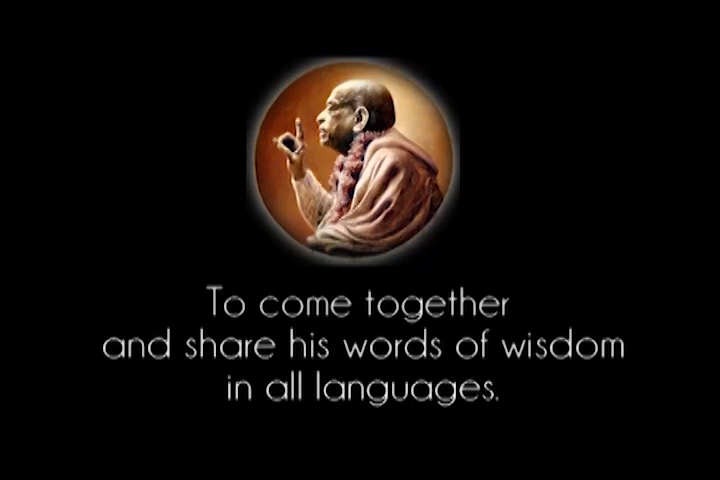 To come together
and share his words of wisdom
in all languages.